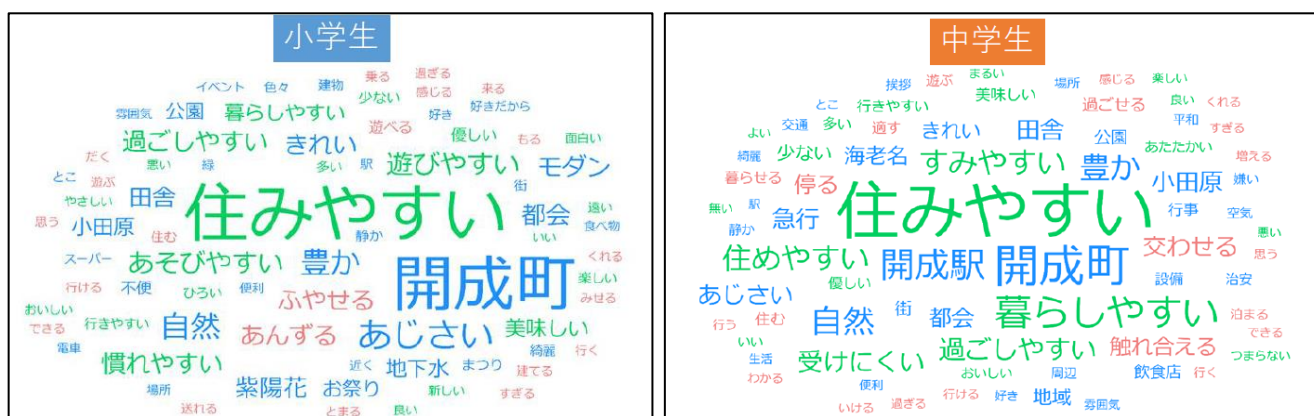 小学生
イベント 色々 建物 乗る 過ぎる 感じる 来る
雰囲気 公園 暮らしやすい 少ない 好き 好きだから
過ごしやすい きれい 遊べる 優しい もる 面白い
だく 悪い 緑 多い 駅 遊びやすい モダン
とこ 遊ぶ 街
やさしい 田舎 住みやすい 都会 遠い
思う 小田原 住む 静か いい 食べ物
スーパー あそびやすい 豊か 開成町 くれる
行ける 不便 ひろい 便利 ふやせる 楽しい みせる
おいしい 自然 あんずる あじさい 美味しい
できる 行きやすい 綺麗 行く
電車 慣れやすい 近く 地下水 まつり 建てる
場所 紫陽花 お祭り 新しい すぎる
送れる とまる 良い
中学生
挨拶 遊ぶ まるい 場所 感じる 楽しい
とこ 行きやすい 美味しい 過ごせる 良い くれる
よい 交通 多い 適す きれい 田舎 公園 平和 すぎる
綺麗 少ない 海老名 すみやすい 豊か あたたかい 増える
暮らせる 停る 小田原 嫌い
無い 駅 急行 住みやすい 行事 空気
静か 悪い
住めやすい 開成駅 開成町 交わせる 思う
優しい 設備 治安
あじさい 自然 街 都会 暮らしやすい 泊まる
行う 住む できる
いい 受けにくい 過ごしやすい 触れ合える つまらない
生活 おいしい 周辺 飲食店 行く
わかる 便利
いける 過ぎる 行ける 好き 地域 雰囲気